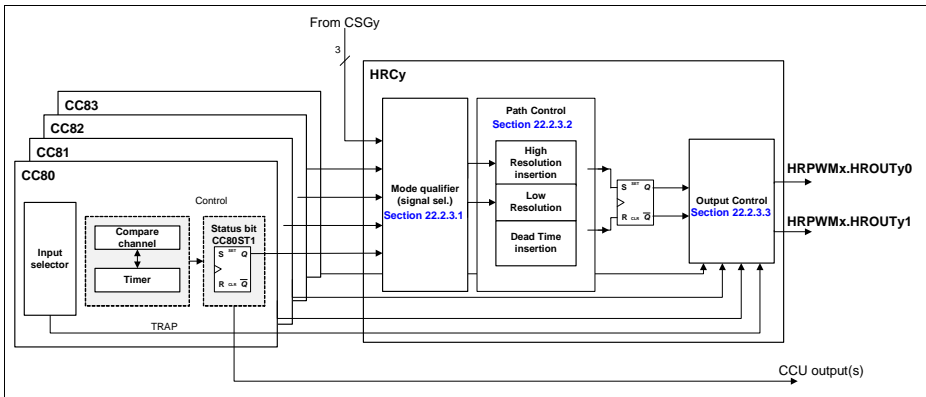 From CSGy
3
HRCy
CC83
CC82
CC81
CC80
Control
Input
selector
Compare
channel
Timer
Status bit
CC80ST1
S SET Q
R CLR Q
TRAP
Mode qualifier
(signal sel.)
Section 22.2.3.1
Path Control
Section 22.2.3.2
High
Resolution
insertion
Low
Resolution
Dead Time
insertion
S SET Q
R CLR Q
Output Control
Section 22.2.3.3
HRPWMx.HROUTy0
HRPWMx.HROUTy1
CCU output(s)